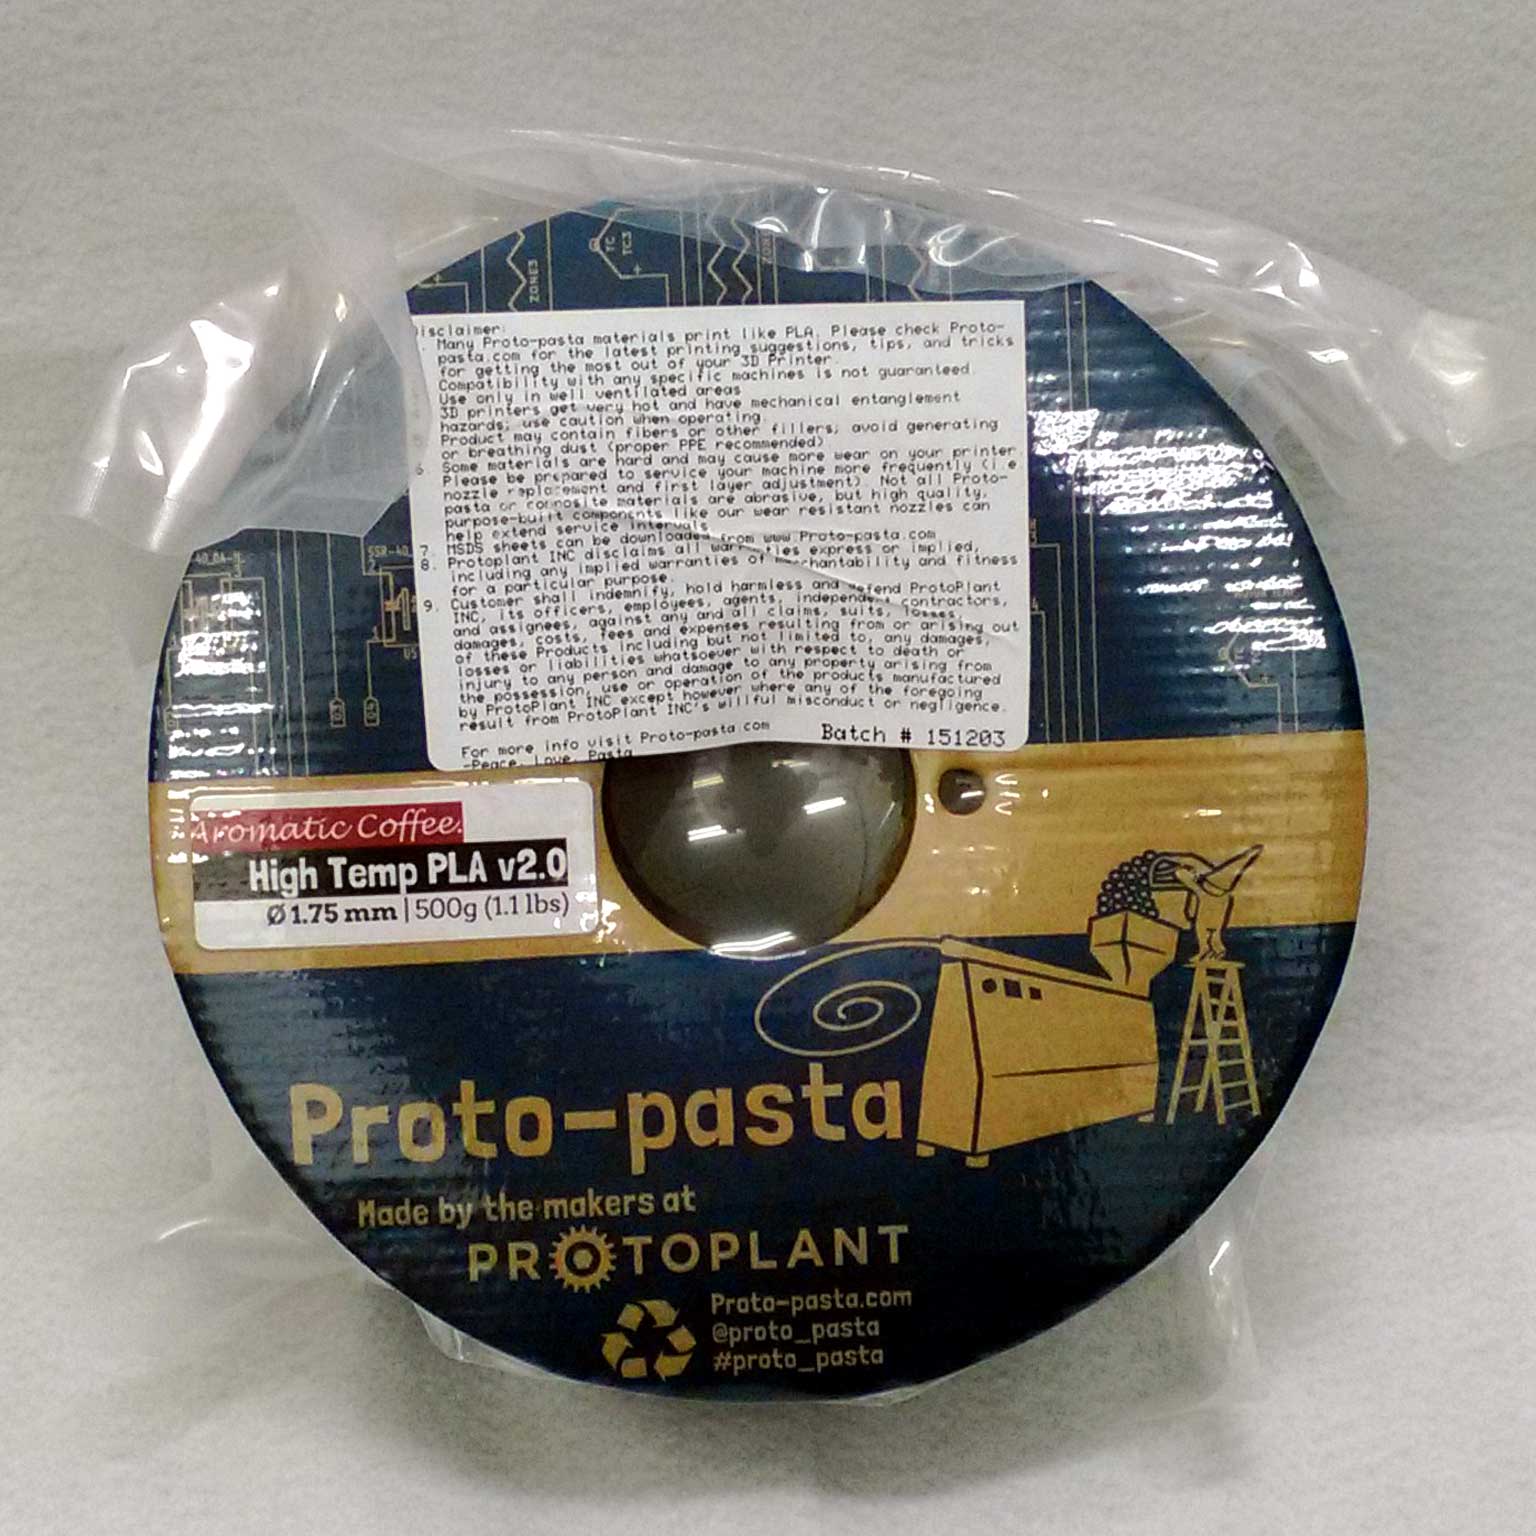 ZONE3
TC
TC3
Disclaimer:
Many Proto-pasta materials print like PLA. Please check Proto-
pasta.com for the latest printing suggestions, tips, and tricks
for getting the most out of your 3D Printer.
Compatibility with any specific machines is not guaranteed.
Use only in well ventilated areas
3D printers get very hot and have mechanical entanglement
hazards; use caution when operating.
Product may contain fibers or other fillers; avoid generating
or breathing dust (proper PPE recommended)
6. Some materials are hard and may cause more wear on your printer
Please be prepared to service your machine more frequently (i.e
nozzle replacement and first layer adjustment). Not all Proto-
pasta or composite materials are abrasive, but high quality,
purpose-built components like our wear resistant nozzles can
help extend service intervals
7. MSDS sheets can be downloaded from www.Proto-pasta.com
8. Protoplant INC disclaims all warranties express or implied,
including any implied warranties of merchantability and fitness
for a particular purpose.
9. Customer shall indemnify, hold harmless and defend ProtoPlant
INC, its officers, employees, agents, independent contractors,
and assignees, against any and all claims, suits, losses,
damages, costs, fees and expenses resulting from or arising out
of these Products including but not limited to, any damages,
losses or liabilities whatsoever with respect to death or
injury to any person and damage to any property arising from
the possession, use or operation of the products manufactured
by ProtoPlant INC except however where any of the foregoing
result from ProtoPlant INC's willful misconduct or negligence.
For more info visit Proto-pasta.com
-Peace, Love, Pasta
Batch # 151203
Aromatic Coffee.
High Temp PLA v2.0
Ø 1.75 mm | 500g (1.1 lbs)
Proto-pasta
Made by the makers at
PROTOPLANT
Proto-pasta.com
@proto_pasta
#proto_pasta